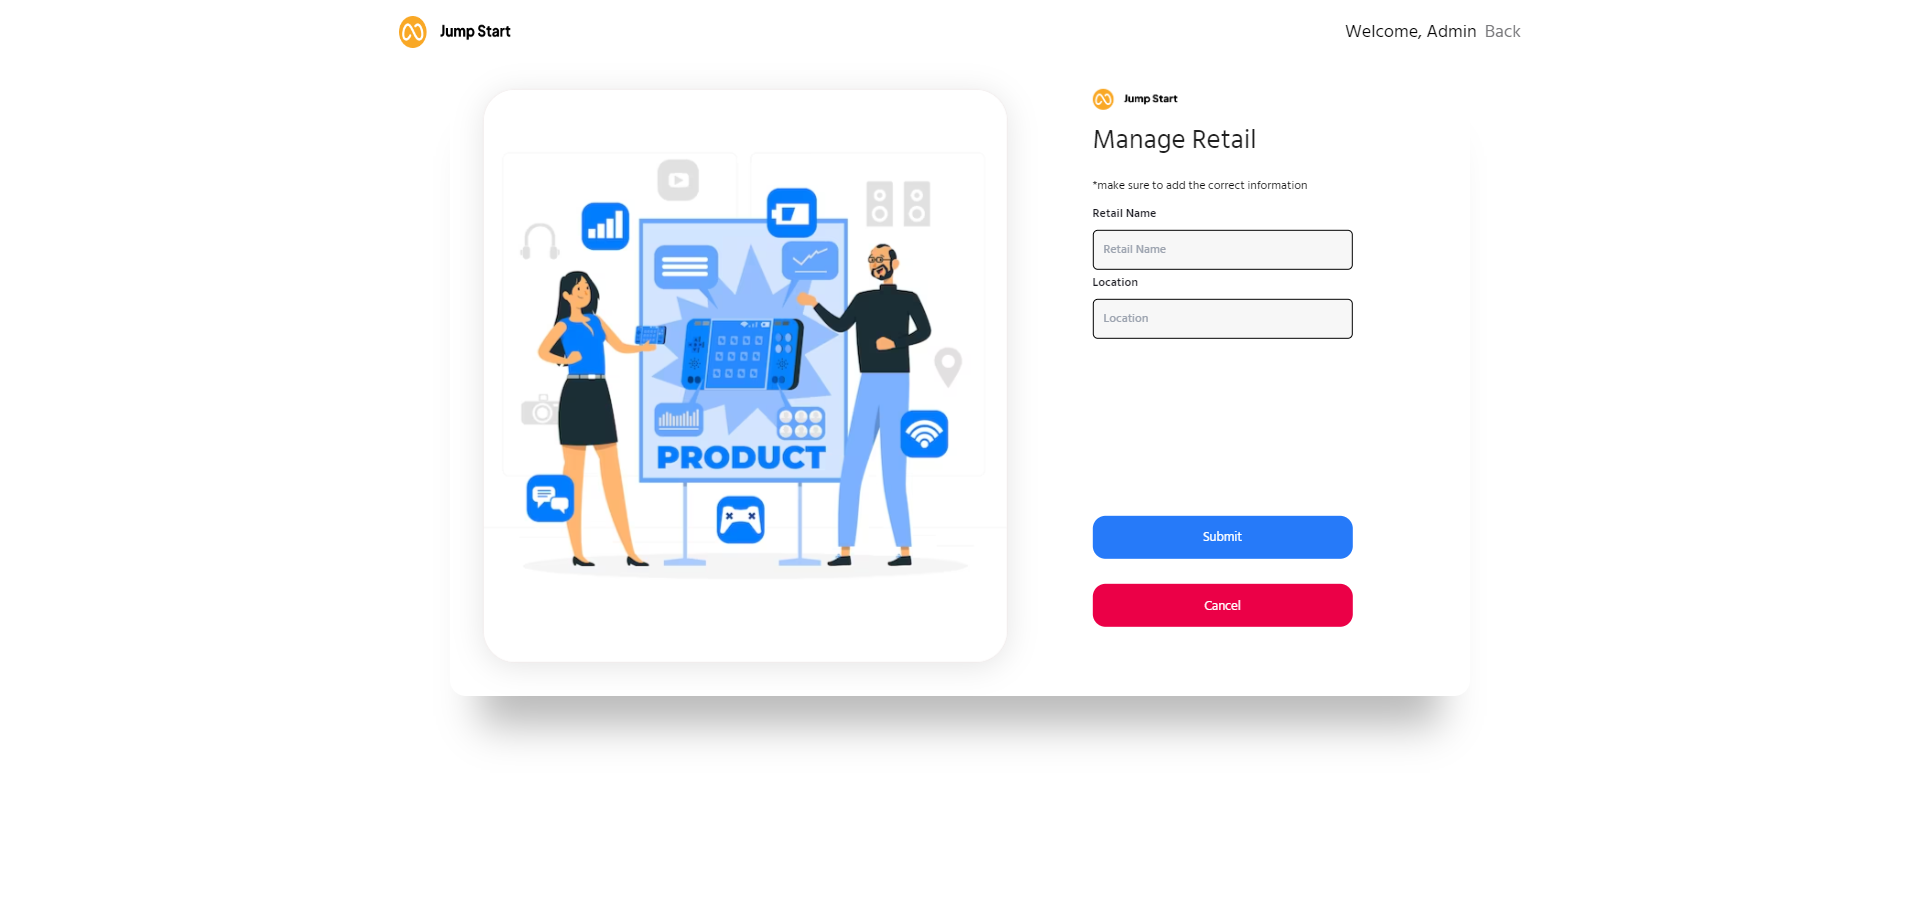 Jump Start
Welcome, Admin Back
Jump Start
Manage Retail
*make sure to add the correct information
Retail Name
Retail Name
Location
Location
PRODUCT
Submit
Cancel